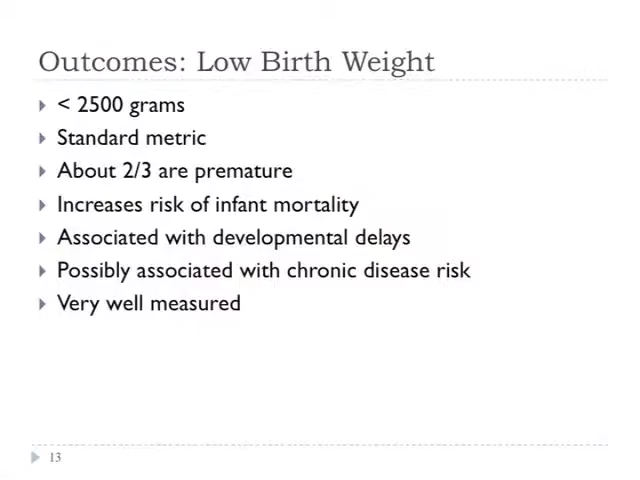 Outcomes: Low Birth Weight
< 2500 grams
Standard metric
About 2/3 are premature
Increases risk of infant mortality
Associated with developmental delays
Possibly associated with chronic disease risk
Very well measured
13